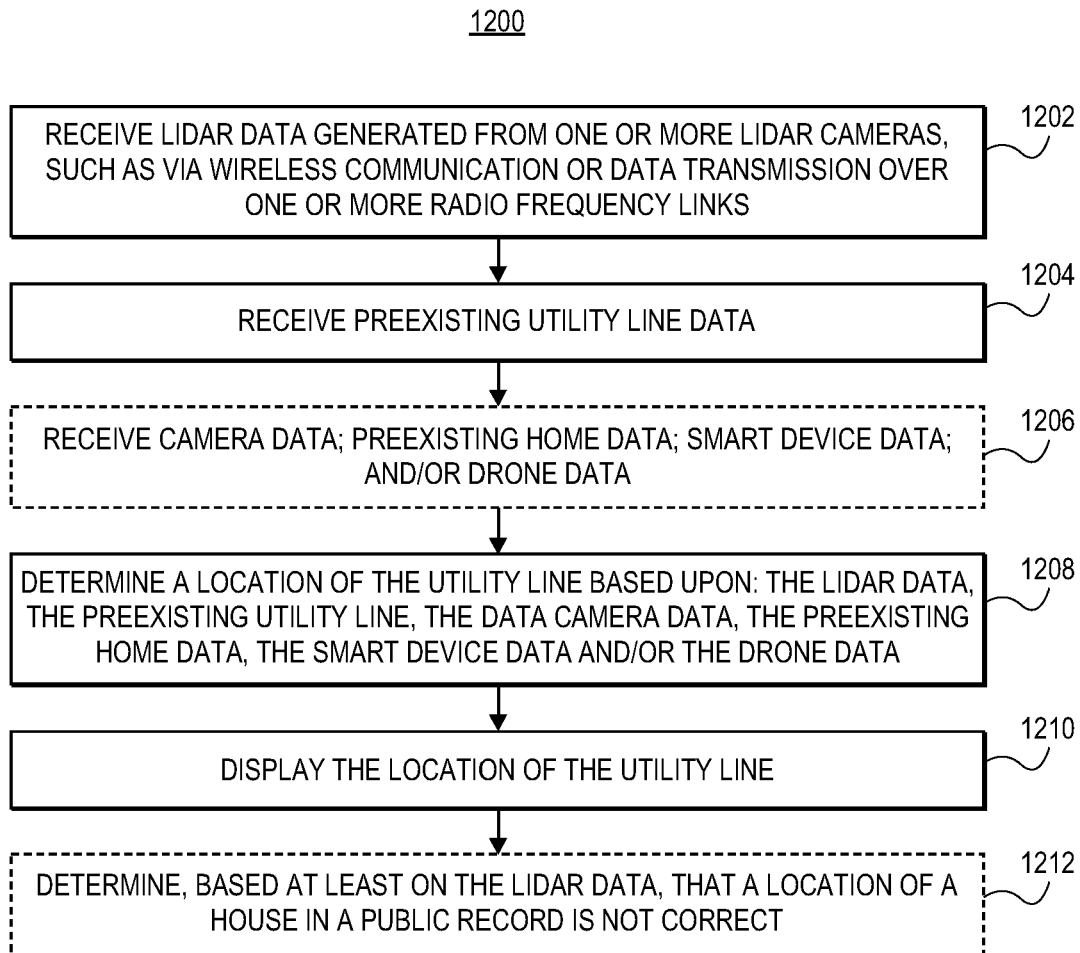 1200
RECEIVE LIDAR DATA GENERATED FROM ONE OR MORE LIDAR CAMERAS,
SUCH AS VIA WIRELESS COMMUNICATION OR DATA TRANSMISSION OVER
ONE OR MORE RADIO FREQUENCY LINKS
1202
RECEIVE PREEXISTING UTILITY LINE DATA
1204
RECEIVE CAMERA DATA; PREEXISTING HOME DATA; SMART DEVICE DATA;
AND/OR DRONE DATA
1206
DETERMINE A LOCATION OF THE UTILITY LINE BASED UPON: THE LIDAR DATA,
THE PREEXISTING UTILITY LINE, THE DATA CAMERA DATA, THE PREEXISTING
HOME DATA, THE SMART DEVICE DATA AND/OR THE DRONE DATA
1208
DISPLAY THE LOCATION OF THE UTILITY LINE
1210
DETERMINE, BASED AT LEAST ON THE LIDAR DATA, THAT A LOCATION OF A
HOUSE IN A PUBLIC RECORD IS NOT CORRECT
1212